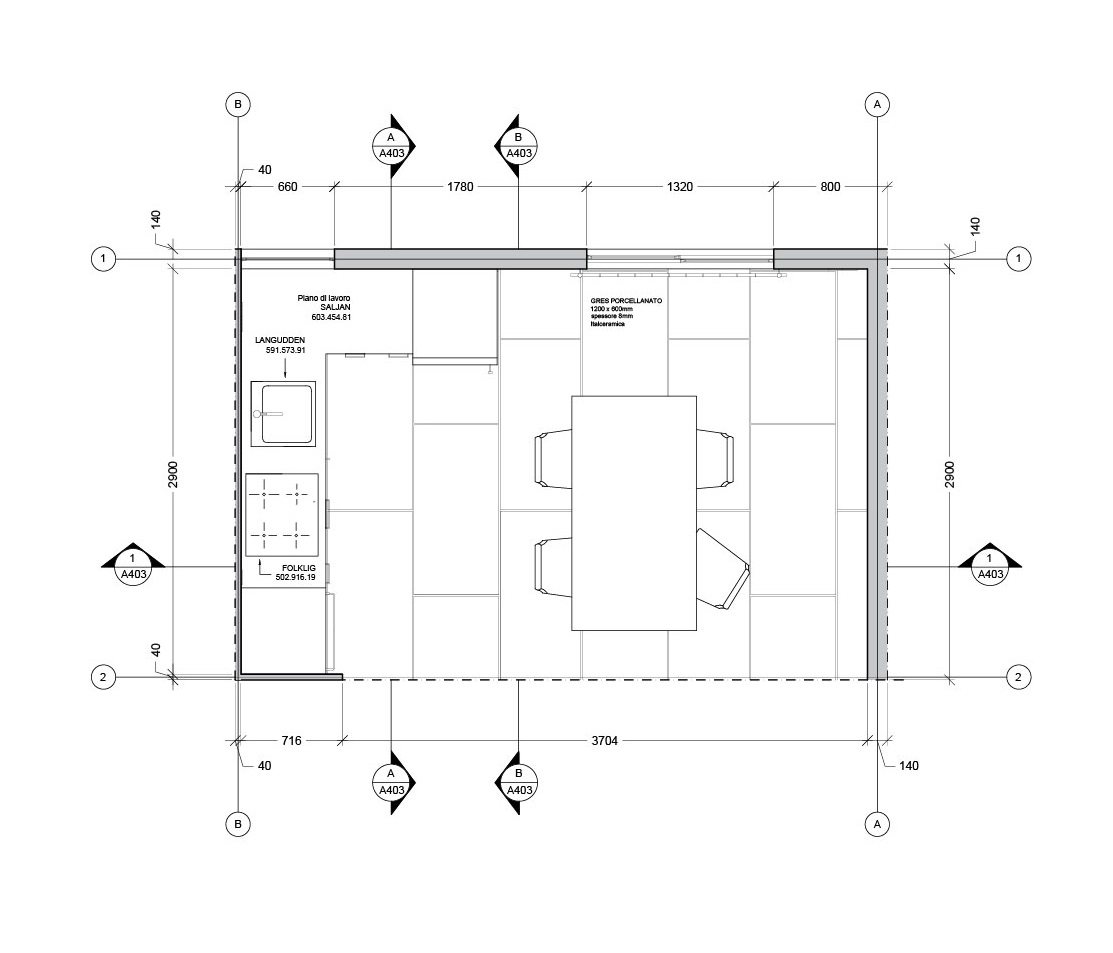 B
A
A
A403
B
A403
40
660
1780
1320
800
140
140
1
1
Piano di lavoro
SALJAN
603.454.81
GRES PORCELLANATO
1200 x 600mm
spessore 8mm
Italceramica
LANGUDDEN
591.573.91
2900
2900
1
A403
1
A403
FOLKLIG
502.916.19
40
2
2
716
3704
40
140
A
A403
B
A403
B
A